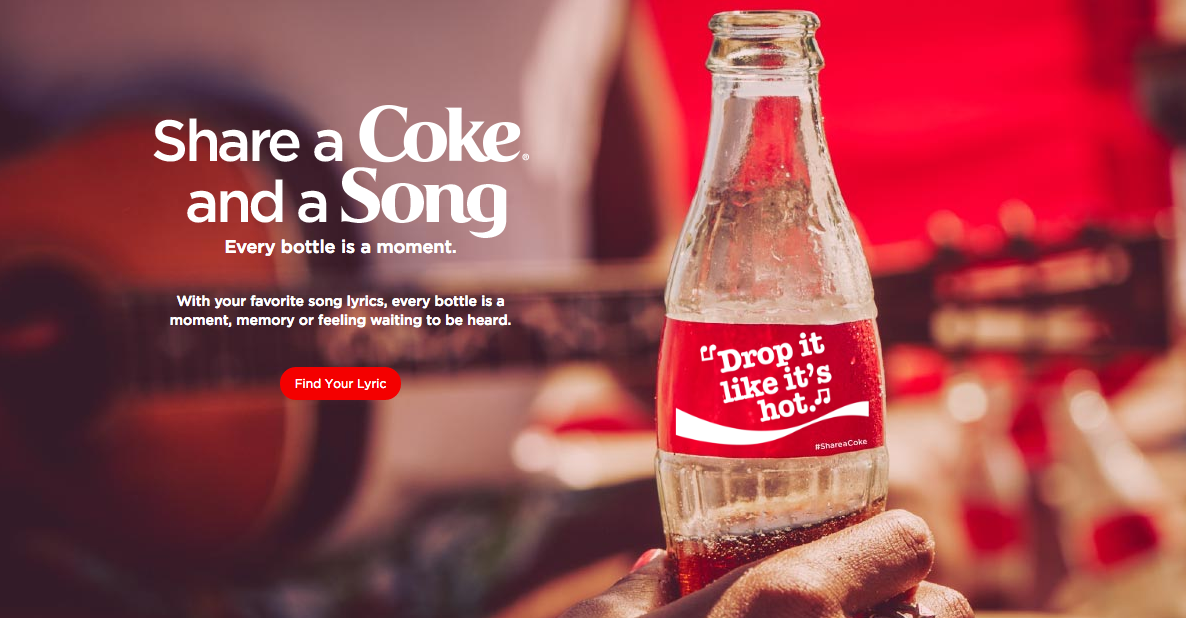 Share a Coke®
and a Song
Every bottle is a moment.
With your favorite song lyrics, every bottle is a
moment, memory or feeling waiting to be heard.
Find Your Lyric
“Drop it
like it's
hot.♫
#ShareaCoke